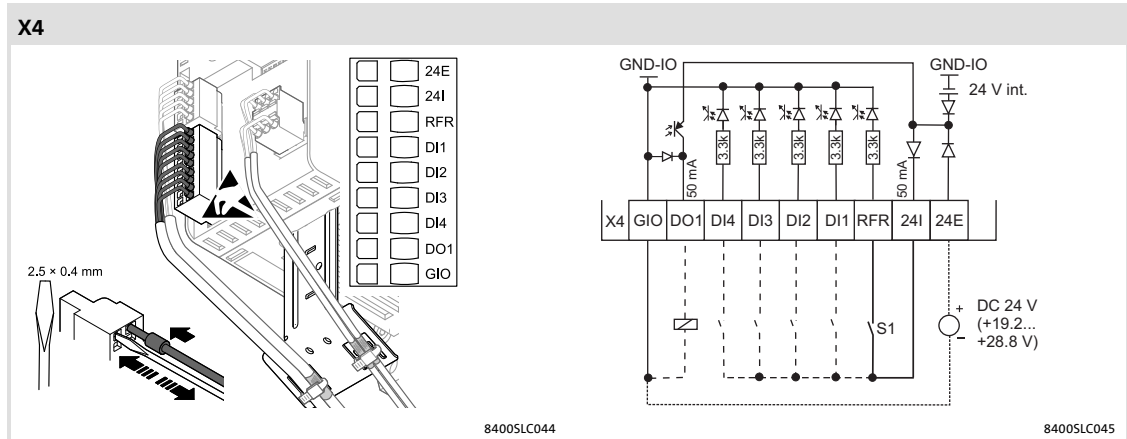 X4
24E
24I
RFR
DI1
DI2
DI3
DI4
DO1
GIO
2.5 × 0.4 mm
8400SLC044
GND-IO
GND-IO
24 V int.
3.3k
3.3k
3.3k
3.3k
3.3k
50 mA
50 mA
X4 GIO DO1 DI4 DI3 DI2 DI1 RFR 24I 24E
S1
+
DC 24 V
(+19.2...
+28.8 V)
–
8400SLC045